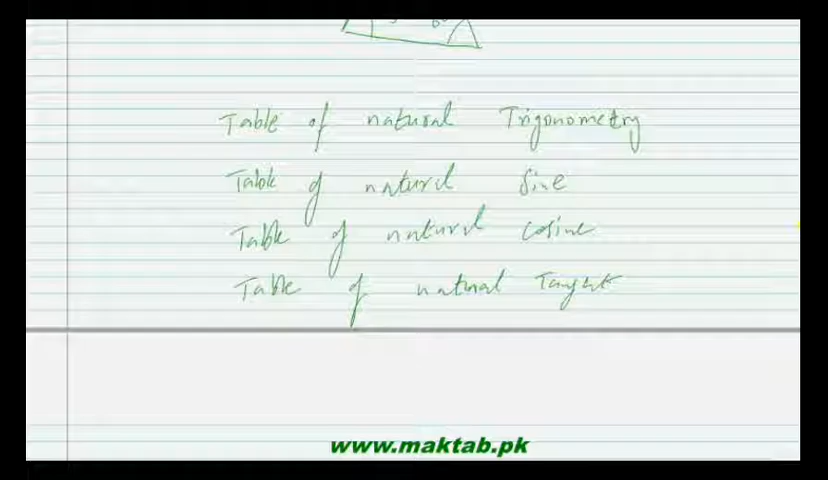 Table of natural Trigonometry
Table of natural Sine
Table of natural cosine
Table of natural Tangent
www.maktab.pk